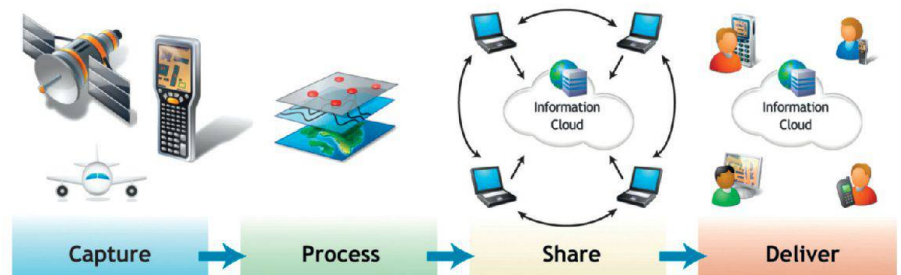 Information
Cloud
Information
Cloud
Capture
Process
Share
Deliver